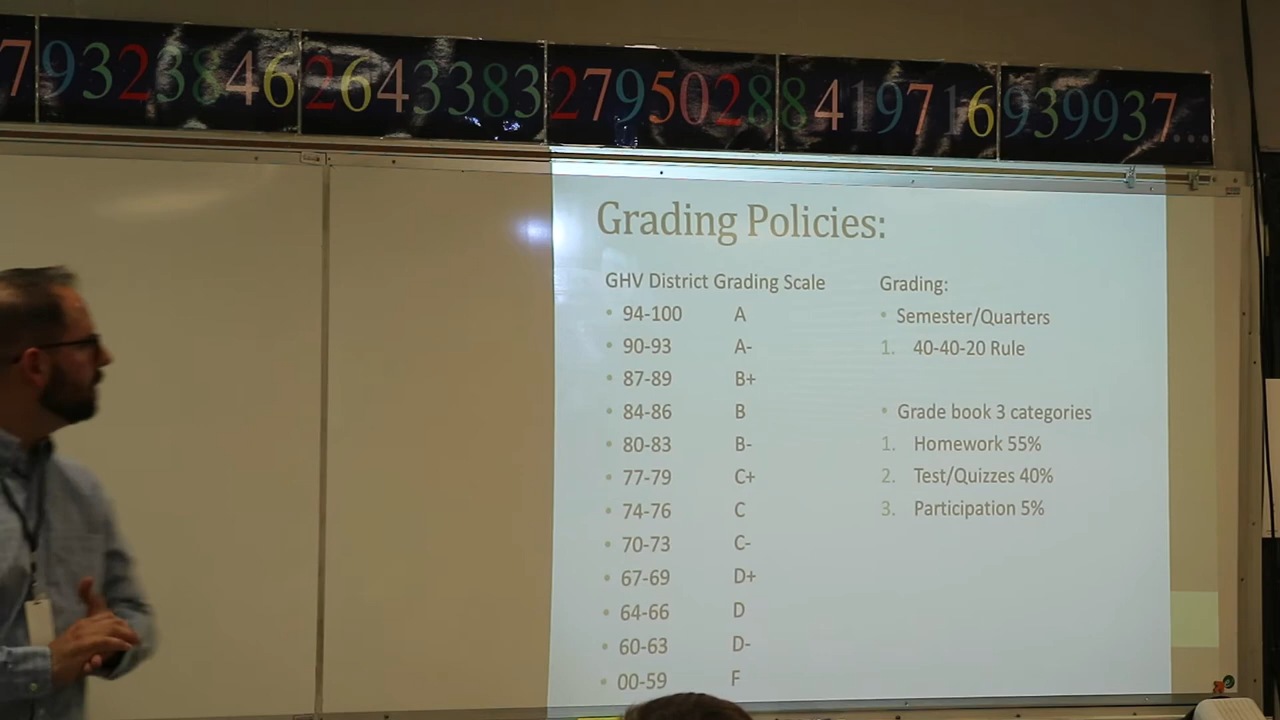 7932384626433832795028841971693993​7...
Grading Policies:
GHV District Grading Scale
94-100 A
90-93 A-
87-89 B+
84-86 B
80-83 B-
77-79 C+
74-76 C
70-73 C-
67-69 D+
64-66 D
60-63 D-
00-59 F
Grading:
Semester/Quarters
1. 40-40-20 Rule
Grade book 3 categories
1. Homework 55%
2. Test/Quizzes 40%
3. Participation 5%